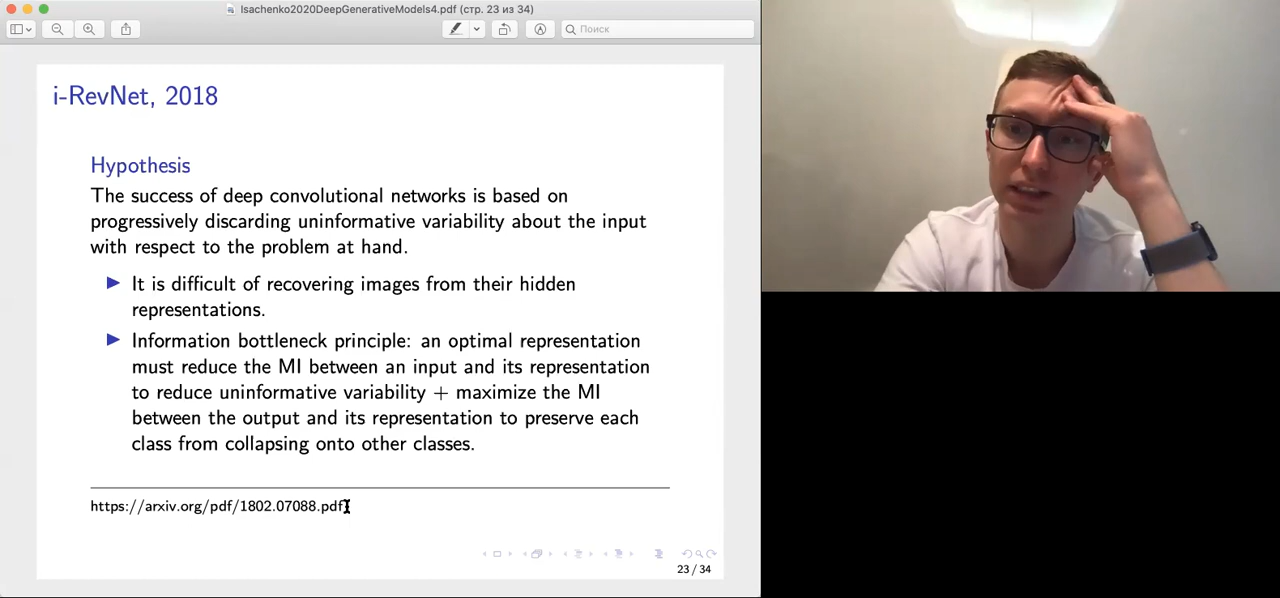 Isachenko2020DeepGenerativeModels4.pdf (стр. 23 из 34)
Поиск
i-RevNet, 2018
Hypothesis
The success of deep convolutional networks is based on
progressively discarding uninformative variability about the input
with respect to the problem at hand.
It is difficult of recovering images from their hidden
representations.
Information bottleneck principle: an optimal representation
must reduce the MI between an input and its representation
to reduce uninformative variability + maximize the MI
between the output and its representation to preserve each
class from collapsing onto other classes.
https://arxiv.org/pdf/1802.07088.pdf
23 / 34